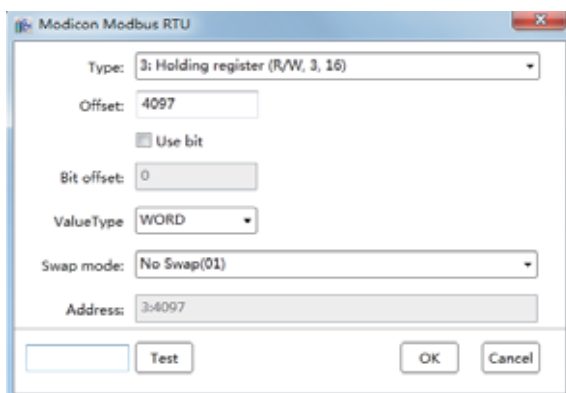 Modicon Modbus RTU
Type: 3: Holding register (R/W, 3, 16)
Offset: 4097
Use bit
Bit offset: 0
ValueType WORD
Swap mode: No Swap(01)
Address: 3:4097
Test OK Cancel